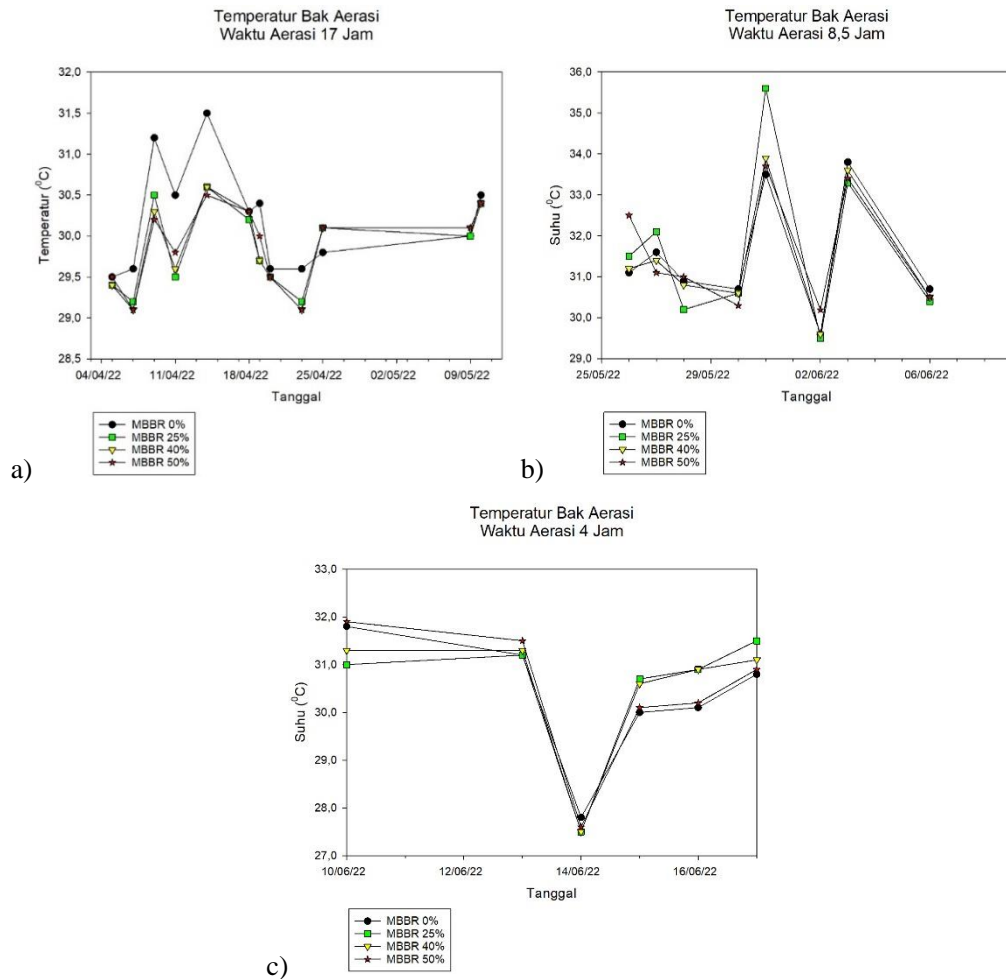 Temperatur Bak Aerasi
Waktu Aerasi 17 Jam
32,0
31,5
31,0
30,5
30,0
29,5
29,0
28,5
Temperatur (⁰C)
04/04/22 11/04/22 18/04/22 25/04/22 02/05/22 09/05/22
Tanggal
MBBR 0%
MBBR 25%
MBBR 40%
MBBR 50%
a)
Temperatur Bak Aerasi
Waktu Aerasi 8,5 Jam
36,0
35,0
34,0
33,0
32,0
31,0
30,0
29,0
Suhu (⁰C)
25/05/22 29/05/22 02/06/22 06/06/22
Tanggal
MBBR 0%
MBBR 25%
MBBR 40%
MBBR 50%
b)
Temperatur Bak Aerasi
Waktu Aerasi 4 Jam
33,0
32,0
31,0
30,0
29,0
28,0
27,0
Suhu (⁰C)
10/06/22 12/06/22 14/06/22 16/06/22
Tanggal
MBBR 0%
MBBR 25%
MBBR 40%
MBBR 50%
c)